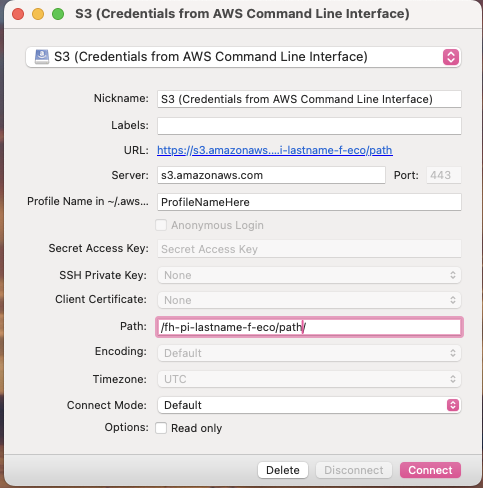 S3 (Credentials from AWS Command Line Interface)
S3 (Credentials from AWS Command Line Interface)
Nickname: S3 (Credentials from AWS Command Line Interface)
Labels:
URL: https://s3.amazonaws....i-lastname-f-eco/path
Server: s3.amazonaws.com Port: 443
Profile Name in ~/.aws... ProfileNameHere
Anonymous Login
Secret Access Key: Secret Access Key
SSH Private Key: None
Client Certificate: None
Path: /fh-pi-lastname-f-eco/path/
Encoding: Default
Timezone: UTC
Connect Mode: Default
Options: Read only
Delete Disconnect Connect